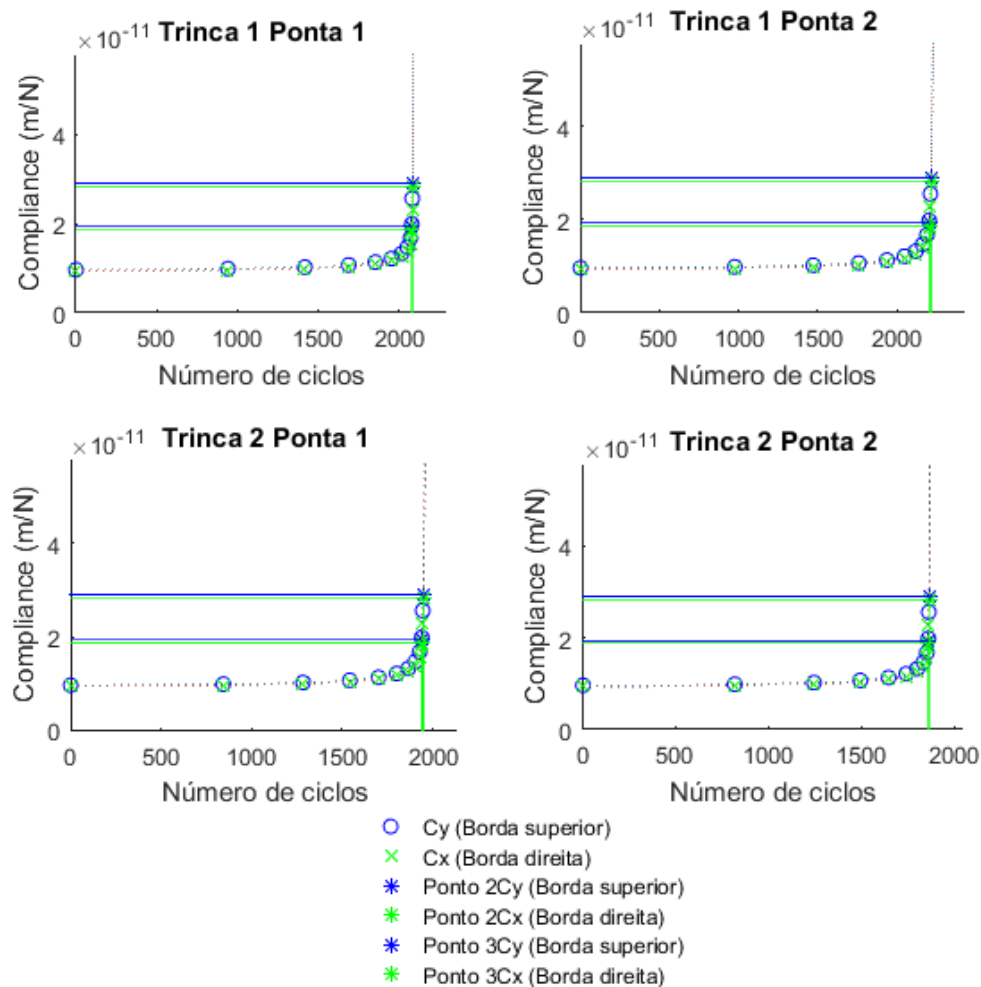 × 10⁻¹¹ Trinca 1 Ponta 1
Compliance (m/N)
4
2
0
0 500 1000 1500 2000
Número de ciclos
× 10⁻¹¹ Trinca 1 Ponta 2
Compliance (m/N)
4
2
0
0 500 1000 1500 2000
Número de ciclos
× 10⁻¹¹ Trinca 2 Ponta 1
Compliance (m/N)
4
2
0
0 500 1000 1500 2000
Número de ciclos
× 10⁻¹¹ Trinca 2 Ponta 2
Compliance (m/N)
4
2
0
0 500 1000 1500 2000
Número de ciclos
Cy (Borda superior)
Cx (Borda direita)
Ponto 2Cy (Borda superior)
Ponto 2Cx (Borda direita)
Ponto 3Cy (Borda superior)
Ponto 3Cx (Borda direita)